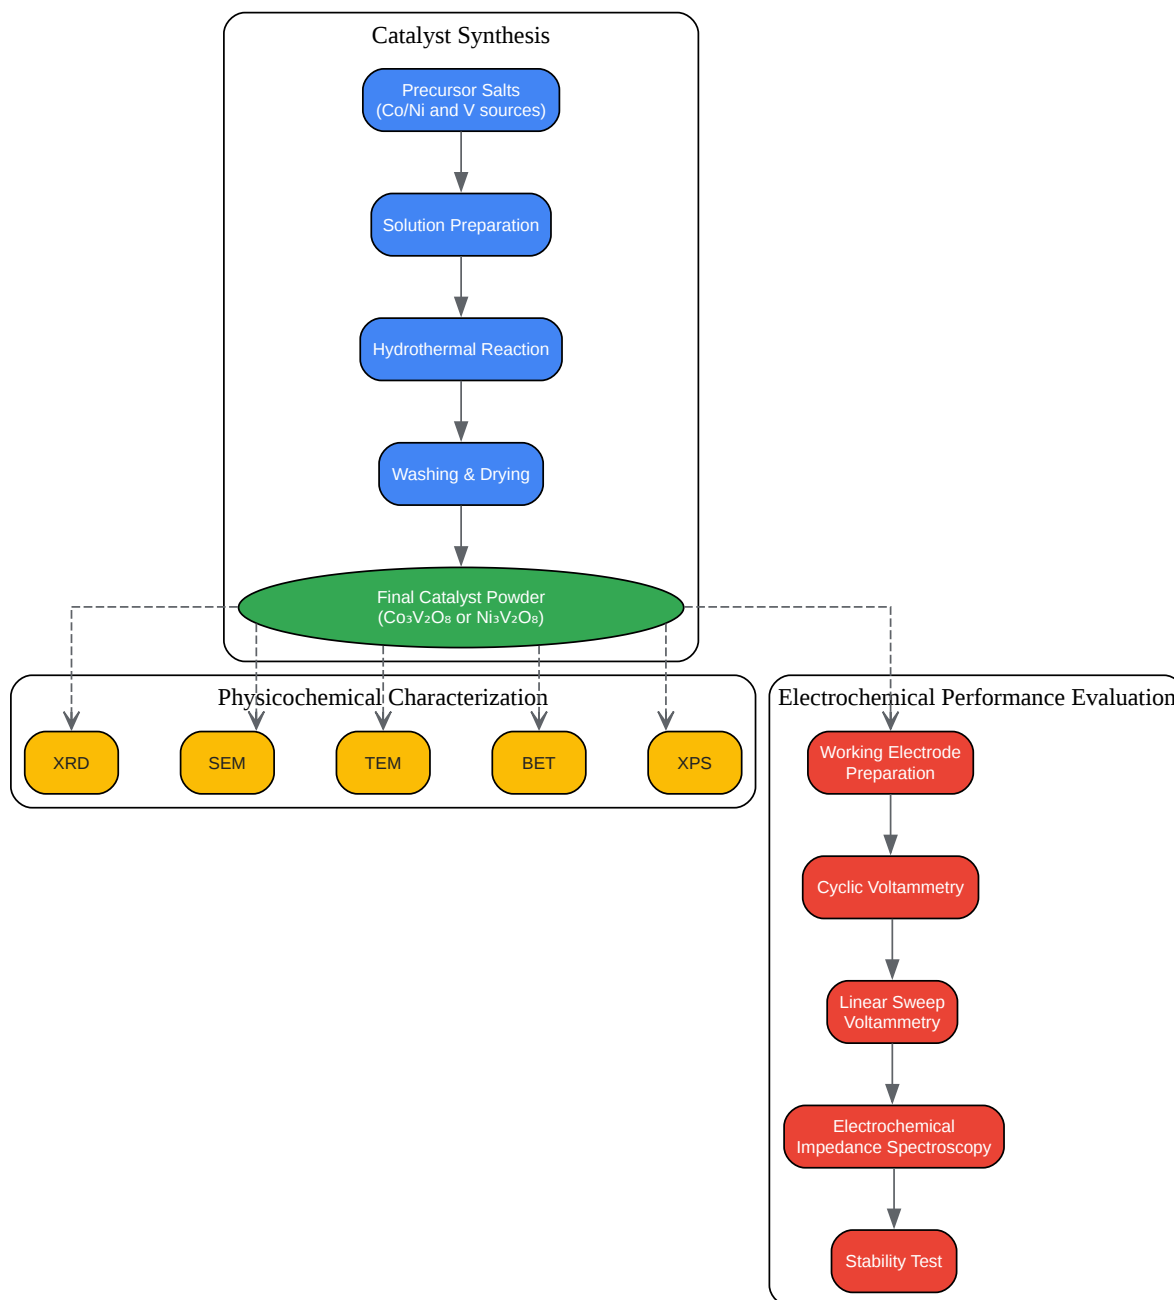 Catalyst Synthesis
Precursor Salts
(Co/Ni and V sources)
Solution Preparation
Hydrothermal Reaction
Washing & Drying
Final Catalyst Powder
(Co₃V₂O₈ or Ni₃V₂O₈)
Physicochemical Characterization
XRD
SEM
TEM
BET
XPS
Electrochemical Performance Evaluation
Working Electrode
Preparation
Cyclic Voltammetry
Linear Sweep
Voltammetry
Electrochemical
Impedance Spectroscopy
Stability Test